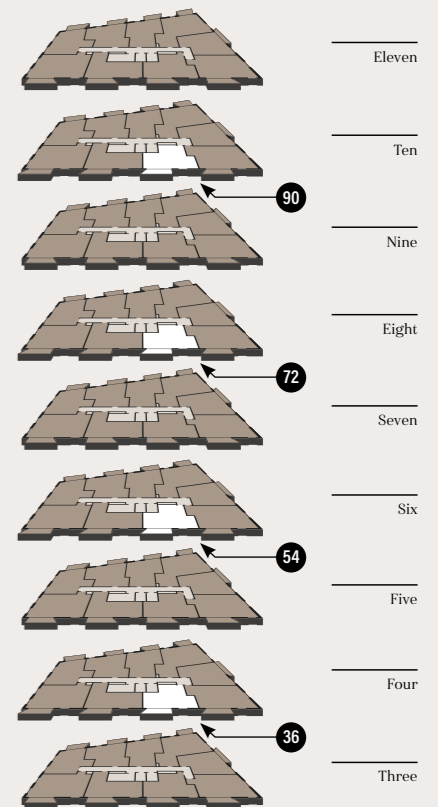 Eleven
Ten
90
Nine
Eight
72
Seven
Six
54
Five
Four
36
Three